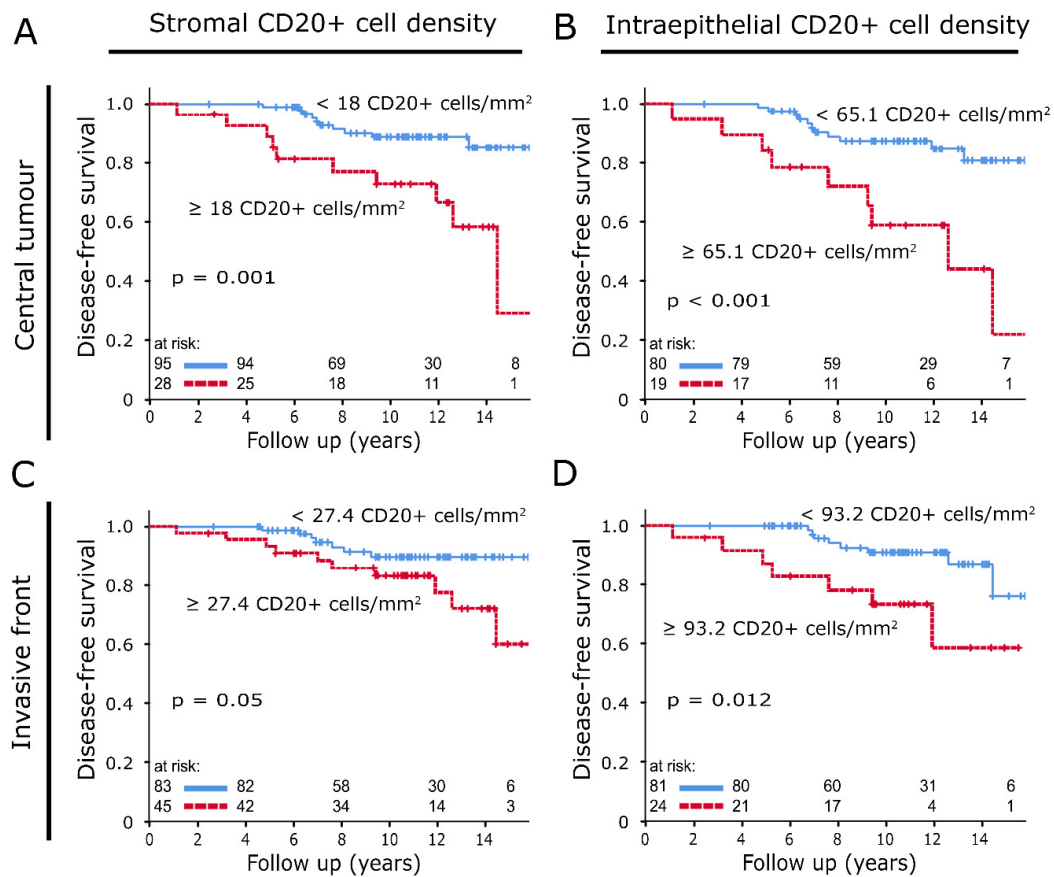 A
Stromal CD20+ cell density
B
Intraepithelial CD20+ cell density
Central tumour
Disease-free survival
1.0
0.8
0.6
0.4
0.2
0
< 18 CD20+ cells/mm²
≥ 18 CD20+ cells/mm²
p = 0.001
at risk:
95 94 69 30 8
28 25 18 11 1
0 2 4 6 8 10 12 14
Follow up (years)
Disease-free survival
1.0
0.8
0.6
0.4
0.2
0
< 65.1 CD20+ cells/mm²
≥ 65.1 CD20+ cells/mm²
p < 0.001
at risk:
80 79 59 29 7
19 17 11 6 1
0 2 4 6 8 10 12 14
Follow up (years)
Invasive front
C
Disease-free survival
1.0
0.8
0.6
0.4
0.2
0
< 27.4 CD20+ cells/mm²
≥ 27.4 CD20+ cells/mm²
p = 0.05
at risk:
83 82 58 30 6
45 42 34 14 3
0 2 4 6 8 10 12 14
Follow up (years)
D
Disease-free survival
1.0
0.8
0.6
0.4
0.2
0
< 93.2 CD20+ cells/mm²
≥ 93.2 CD20+ cells/mm²
p = 0.012
at risk:
81 80 60 31 6
24 21 17 4 1
0 2 4 6 8 10 12 14
Follow up (years)